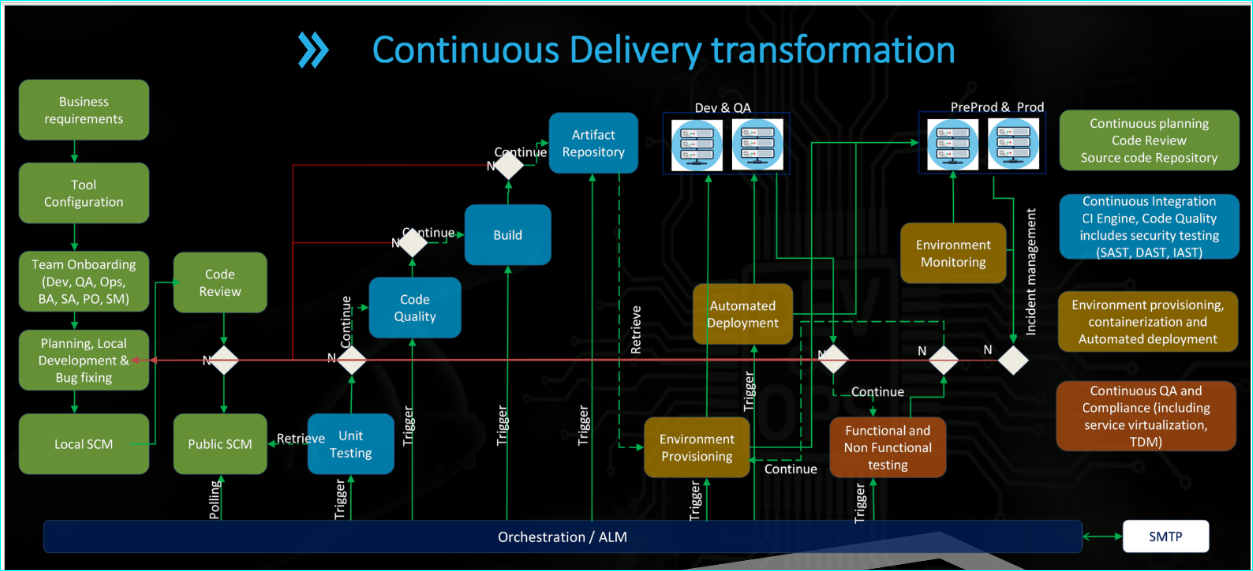 Continuous Delivery transformation
Business
requirements
Tool
Configuration
Team Onboarding
(Dev, QA, Ops,
BA, SA, PO, SM)
Planning, Local
Development &
Bug fixing
Local SCM
Code
Review
N
Public SCM
Polling
Retrieve
Unit
Testing
Trigger
N
Continue
Code
Quality
Trigger
N
Continue
Build
Trigger
N
Continue
Artifact
Repository
Trigger
Retrieve
Dev & QA
Automated
Deployment
Trigger
Environment
Provisioning
Trigger
Continue
N
Continue
Functional and
Non Functional
testing
Trigger
N
PreProd & Prod
Environment
Monitoring
Incident management
N
Continuous planning
Code Review
Source code Repository
Continuous Integration
CI Engine, Code Quality
includes security testing
(SAST, DAST, IAST)
Environment provisioning,
containerization and
Automated deployment
Continuous QA and
Compliance (including
service virtualization,
TDM)
Orchestration / ALM
SMTP